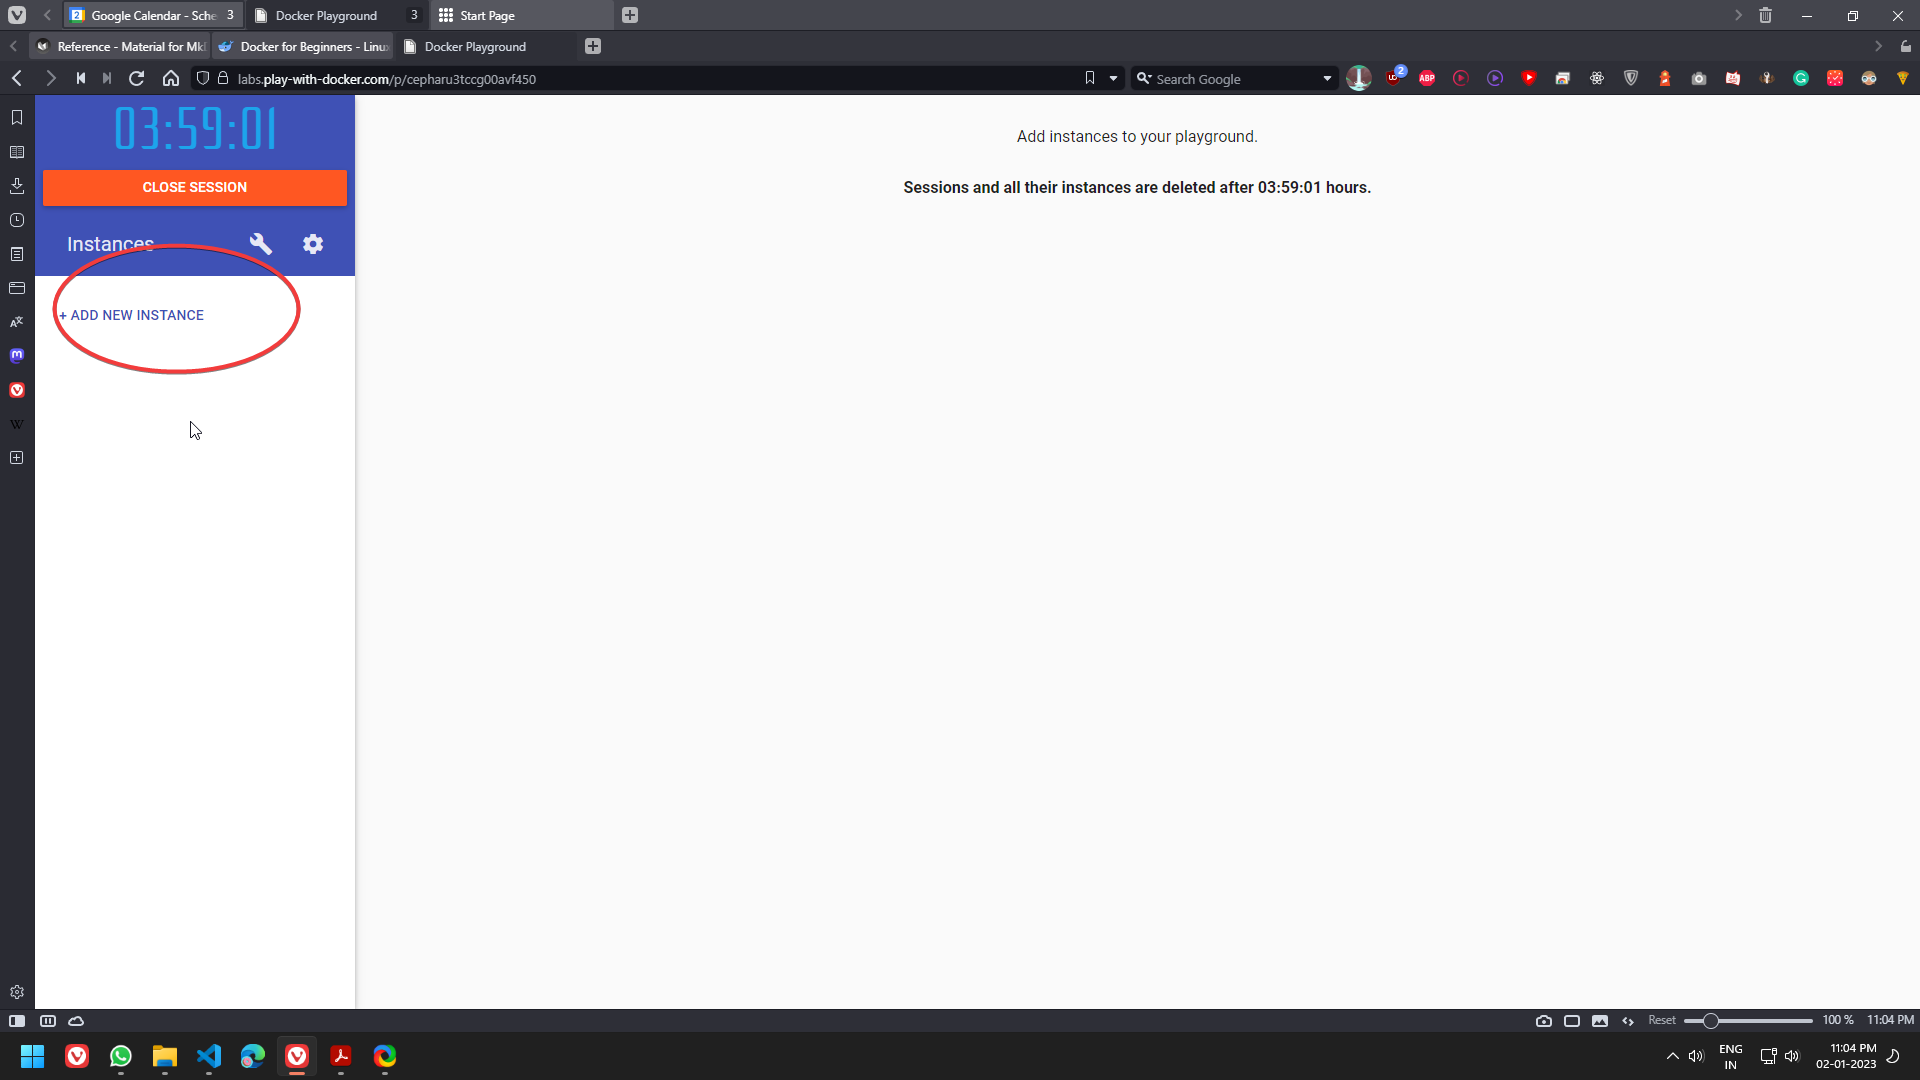 Google Calendar - Sche 3
Docker Playground 3
Start Page
Reference - Material for Mk
Docker for Beginners - Linu
Docker Playground
labs.play-with-docker.com/p/cepharu3tccg00avf450
Search Google
2
ABP
03:59:01
CLOSE SESSION
Instances
+ ADD NEW INSTANCE
Add instances to your playground.
Sessions and all their instances are deleted after 03:59:01 hours.
Reset
100 %
11:04 PM
ENG
IN
11:04 PM
02-01-2023